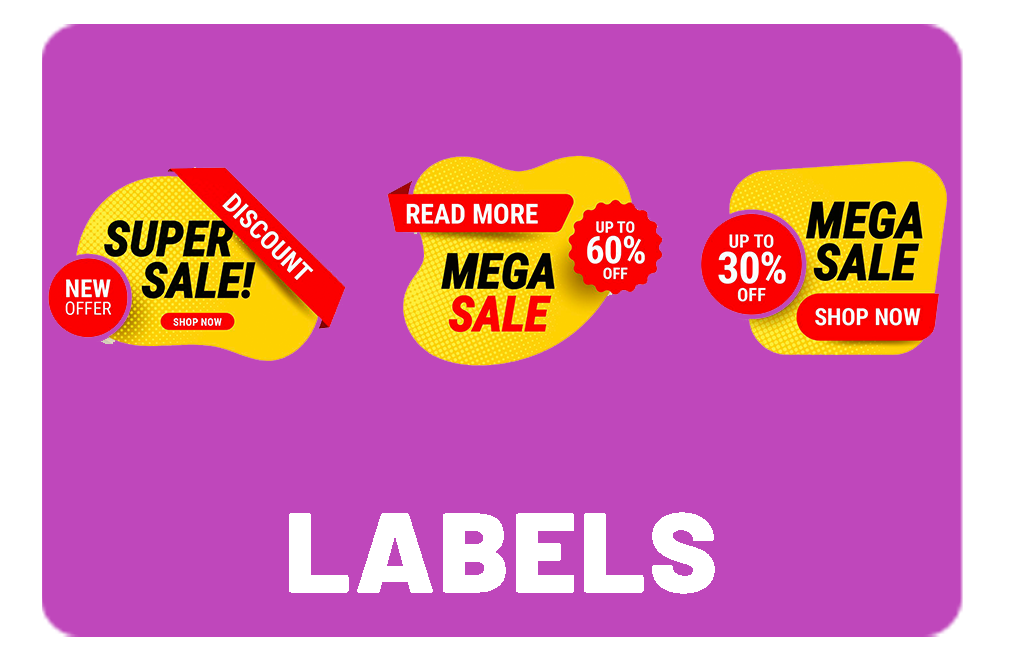 DISCOUNT
SUPER
SALE!
NEW
OFFER
SHOP NOW
READ MORE
UP TO
60%
OFF
MEGA
SALE
MEGA
SALE
UP TO
30%
OFF
SHOP NOW
LABELS